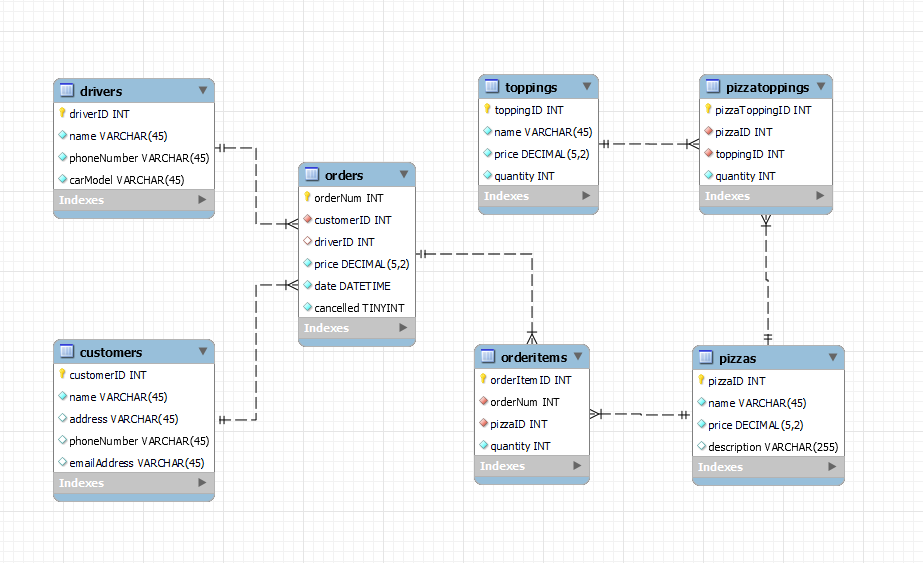 drivers
driverID INT
name VARCHAR(45)
phoneNumber VARCHAR(45)
carModel VARCHAR(45)
Indexes
customers
customerID INT
name VARCHAR(45)
address VARCHAR(45)
phoneNumber VARCHAR(45)
emailAddress VARCHAR(45)
Indexes
orders
orderNum INT
customerID INT
driverID INT
price DECIMAL(5,2)
date DATETIME
cancelled TINYINT
Indexes
toppings
toppingID INT
name VARCHAR(45)
price DECIMAL(5,2)
quantity INT
Indexes
orderitems
orderItemID INT
orderNum INT
pizzaID INT
quantity INT
Indexes
pizzatoppings
pizzaToppingID INT
pizzaID INT
toppingID INT
quantity INT
Indexes
pizzas
pizzaID INT
name VARCHAR(45)
price DECIMAL(5,2)
description VARCHAR(255)
Indexes